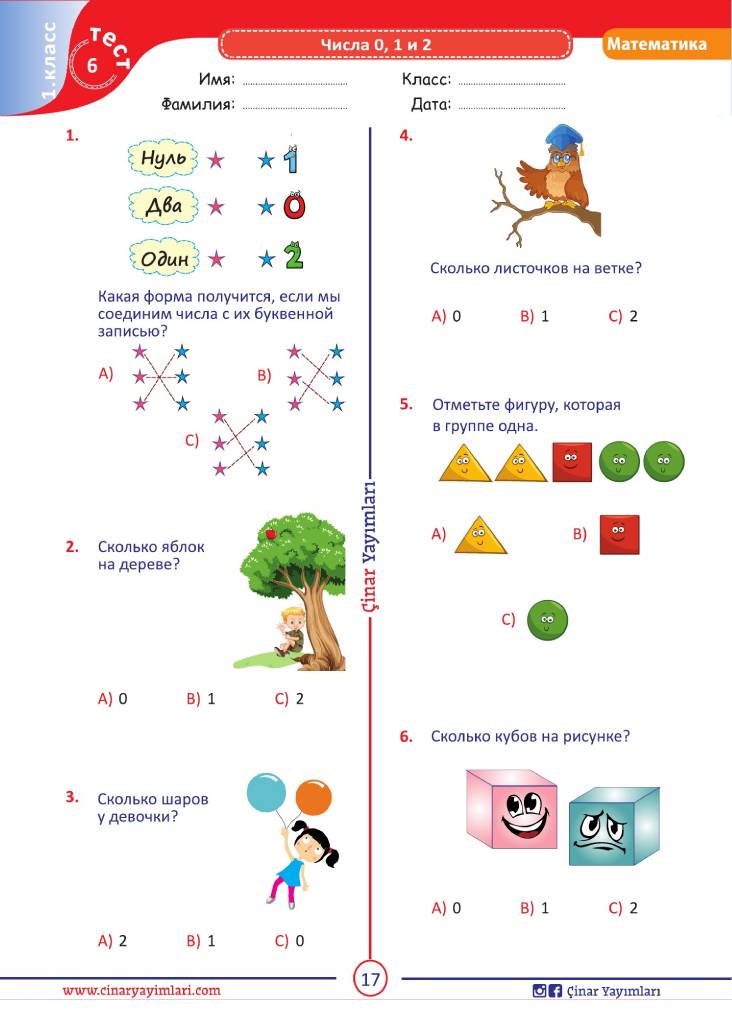 1.класс
тест
6
Числа 0, 1 и 2
Математика
Имя: ........................................
Класс: ........................................
Фамилия: ........................................
Дата: ........................................
1.
Нуль
1
Два
0
Один
2
Какая форма получится, если мы
соединим числа с их буквенной
записью?
A)
B)
C)
2. Сколько яблок
на дереве?
A) 0 B) 1 C) 2
3. Сколько шаров
у девочки?
A) 2 B) 1 C) 0
Çinar Yayımları
4.
Сколько листочков на ветке?
A) 0 B) 1 C) 2
5. Отметьте фигуру, которая
в группе одна.
A) B)
C)
6. Сколько кубов на рисунке?
A) 0 B) 1 C) 2
www.cinaryayimlari.com
17
Çinar Yayımları